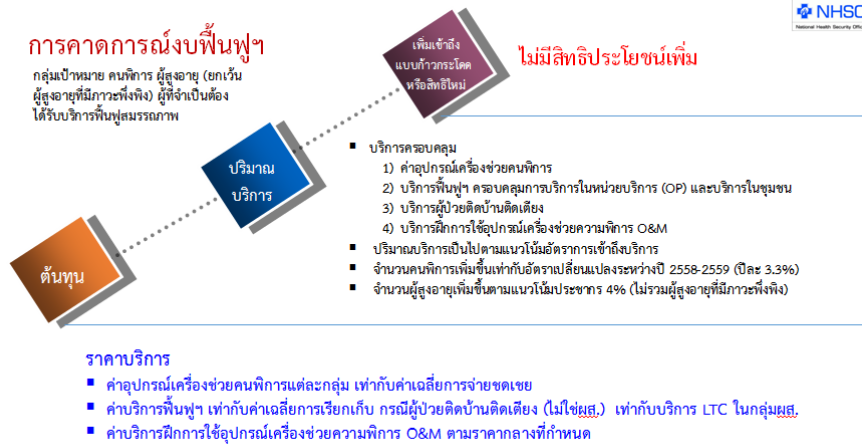 NHSO
National Health Security Office
การคาดการณ์งบฟื้นฟูฯ
กลุ่มเป้าหมาย คนพิการ ผู้สูงอายุ (ยกเว้น
ผู้สูงอายุที่มีภาวะพึ่งพิง) ผู้ที่จำเป็นต้อง
ได้รับบริการฟื้นฟูสมรรถภาพ
เพิ่มเข้าถึง
แบบก้าวกระโดด
หรือสิทธิใหม่
ไม่มีสิทธิประโยชน์เพิ่ม
ปริมาณ
บริการ
▪ บริการครอบคลุม
1) ค่าอุปกรณ์เครื่องช่วยคนพิการ
2) บริการฟื้นฟูฯ ครอบคลุมการบริการในหน่วยบริการ (OP) และบริการในชุมชน
3) บริการผู้ป่วยติดบ้านติดเตียง
4) บริการฝึกการใช้อุปกรณ์เครื่องช่วยความพิการ O&M
▪ ปริมาณบริการเป็นไปตามแนวโน้มอัตราการเข้าถึงบริการ
▪ จำนวนคนพิการเพิ่มขึ้นเท่ากับอัตราเปลี่ยนแปลงระหว่างปี 2558-2559 (ปีละ 3.3%)
▪ จำนวนผู้สูงอายุเพิ่มขึ้นตามแนวโน้มประชากร 4% (ไม่รวมผู้สูงอายุที่มีภาวะพึ่งพิง)
ต้นทุน
ราคาบริการ
▪ ค่าอุปกรณ์เครื่องช่วยคนพิการแต่ละกลุ่ม เท่ากับค่าเฉลี่ยการจ่ายชดเชย
▪ ค่าบริการฟื้นฟูฯ เท่ากับค่าเฉลี่ยการเรียกเก็บ กรณีผู้ป่วยติดบ้านติดเตียง (ไม่ใช่ผส.) เท่ากับบริการ LTC ในกลุ่มผส.
▪ ค่าบริการฝึกการใช้อุปกรณ์เครื่องช่วยความพิการ O&M ตามราคากลางที่กำหนด